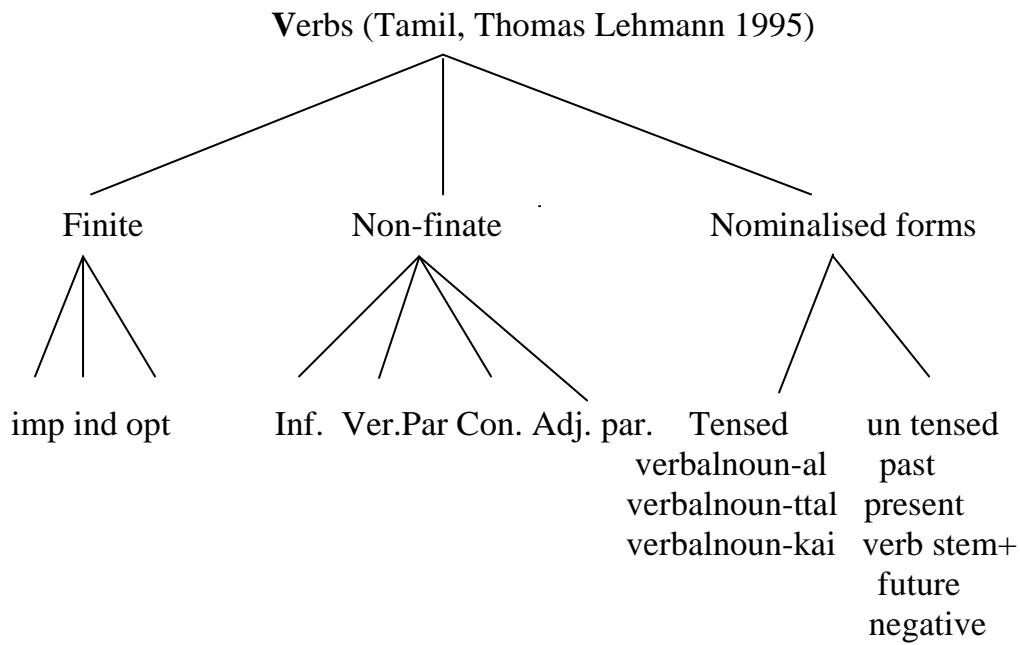 Verbs (Tamil, Thomas Lehmann 1995)
Finite Non-finate Nominalised forms
imp ind opt Inf. Ver.Par Con. Adj. par. Tensed un tensed
verbalnoun-al past
verbalnoun-ttal present
verbalnoun-kai verb stem+
future
negative